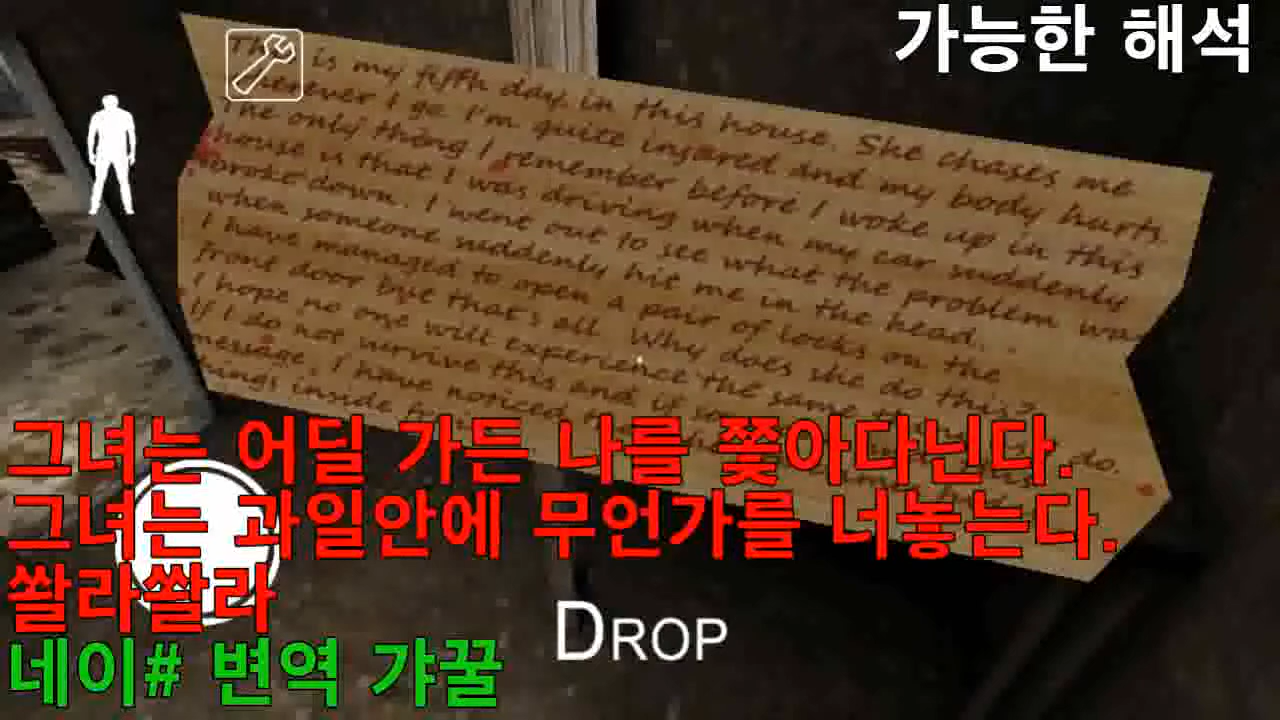 가능한 해석
is my fifth day in this house. She chases me
wherever I go. I'm quite injored and my body hurts.
The only thing I remember before I woke up in this
house is that I was driving when my car suddenly
broke down. I went out to see what the problem wa
when someone suddenly hit me in the head. . .
I have managed to open a pair of locks on the
front door but that's all. Why does she do this?
I hope no one will experience the same
If I do not survive this and if do.
message, I have noticed
things inside
그녀는 어딜 가든 나를 쫓아다닌다.
그녀는 과일안에 무언가를 너놓는다.
쏼라쏼라
DROP
네이# 변역 갸꿀